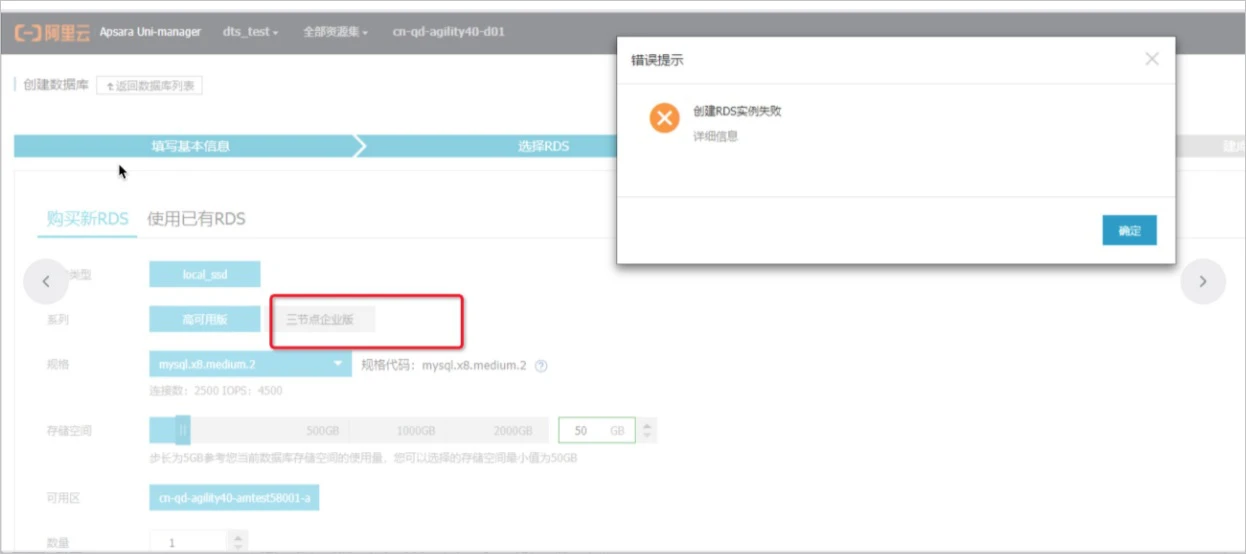 阿里云 Apsara Uni-manager dts_test 全部资源集 cn-qd-agility40-d01
错误提示
创建数据库 返回数据库列表
创建RDS实例失败
详细信息
填写基本信息 选择RDS
购买新RDS 使用已有RDS
确定
类型 local_ssd
系列 高可用版 三节点企业版
规格 mysql.x8.medium.2 规格代码：mysql.x8.medium.2
连接数：2500 IOPS：4500
存储空间 500GB 1000GB 2000GB 50 GB
步长为5GB参考您当前数据库存储空间的使用量，您可以选择的存储空间最小值为50GB
可用区 cn-qd-agility40-amtest58001-a
数量 1